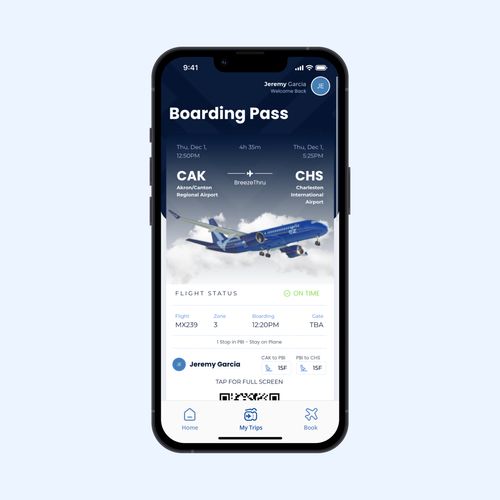 9:41
Jeremy Garcia
Welcome Back
JE
Boarding Pass
Thu, Dec 1,
12:50PM
4h 35m
Thu, Dec 1,
5:25PM
CAK
BreezeThru
CHS
Akron/Canton
Regional Airport
Charleston
International
Airport
FLIGHT STATUS
ON TIME
Flight
Zone
Boarding
Gate
MX239
3
12:20PM
TBA
1 Stop in PBI – Stay on Plane
JE
Jeremy Garcia
CAK to PBI
15F
PBI to CHS
15F
TAP FOR FULL SCREEN
Home
My Trips
Book